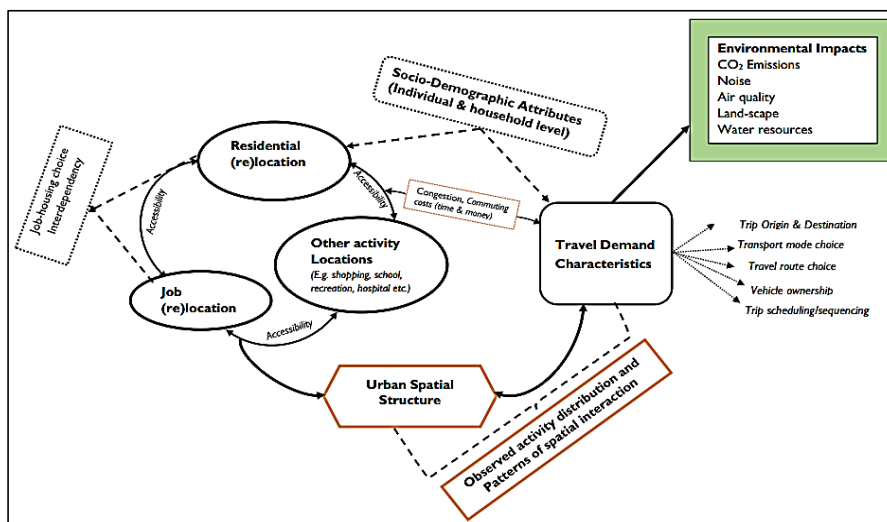 Environmental Impacts
CO₂ Emissions
Noise
Air quality
Land-scape
Water resources
Socio-Demographic Attributes
(Individual & household level)
Residential
(re)location
Job-housing choice
Interdependency
Accessibility
Accessibility
Congestion, Commuting
costs (time & money)
Other activity
Locations
(E.g. shopping, school,
recreation, hospital etc.)
Travel Demand
Characteristics
Trip Origin & Destination
Transport mode choice
Travel route choice
Vehicle ownership
Trip scheduling/sequencing
Job
(re)location
Accessibility
Urban Spatial
Structure
Observed activity distribution and
Patterns of spatial interaction